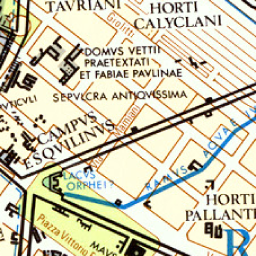 TAVRIANI
HORTI
CALYCLANI
Giolitti
DOMVS VETTII
PRAETEXTATI
ET FABIAE PAVLINAE
SEPVLCRA ANTIQVISSIMA
CAMPVS
ESQVILINVS
RAMVS AQVAE
LACVS
ORPHEI?
HORTI
PALLANTI
Piazza Vittorio
R